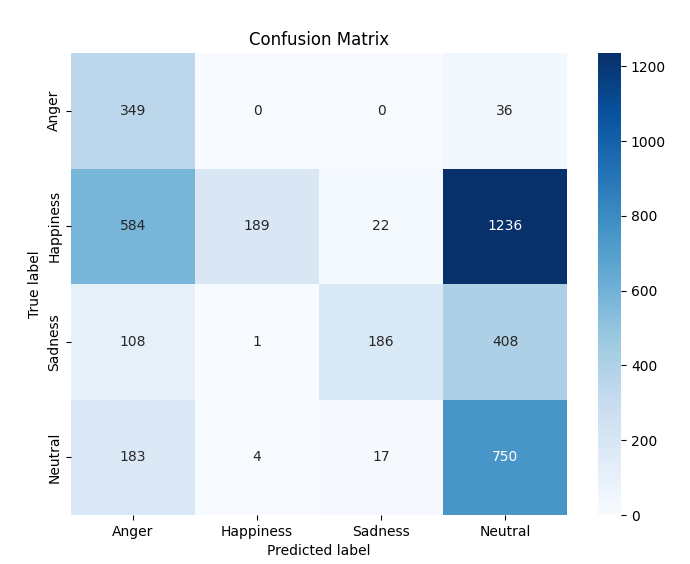 Confusion Matrix
True label
Anger 349 0 0 36
Happiness 584 189 22 1236
Sadness 108 1 186 408
Neutral 183 4 17 750
Anger Happiness Sadness Neutral
Predicted label
1200
1000
800
600
400
200
0